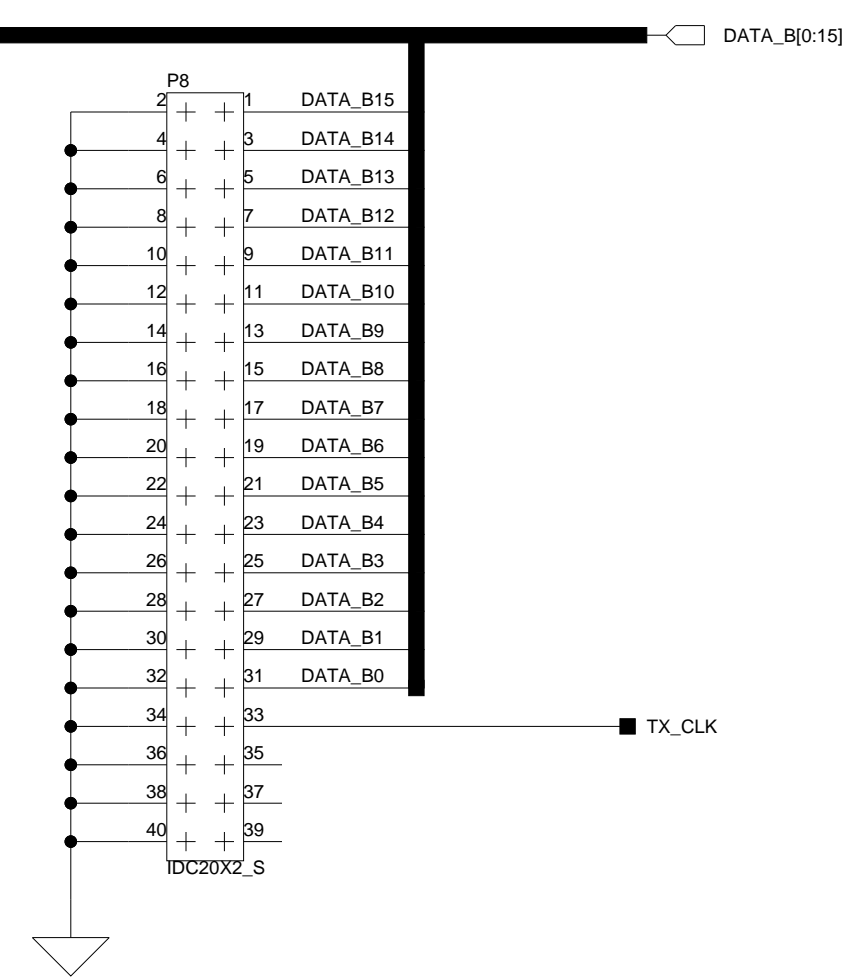 DATA_B[0:15]
P8
2 1 DATA_B15
4 3 DATA_B14
6 5 DATA_B13
8 7 DATA_B12
10 9 DATA_B11
12 11 DATA_B10
14 13 DATA_B9
16 15 DATA_B8
18 17 DATA_B7
20 19 DATA_B6
22 21 DATA_B5
24 23 DATA_B4
26 25 DATA_B3
28 27 DATA_B2
30 29 DATA_B1
32 31 DATA_B0
34 33 TX_CLK
36 35
38 37
40 39
IDC20X2_S